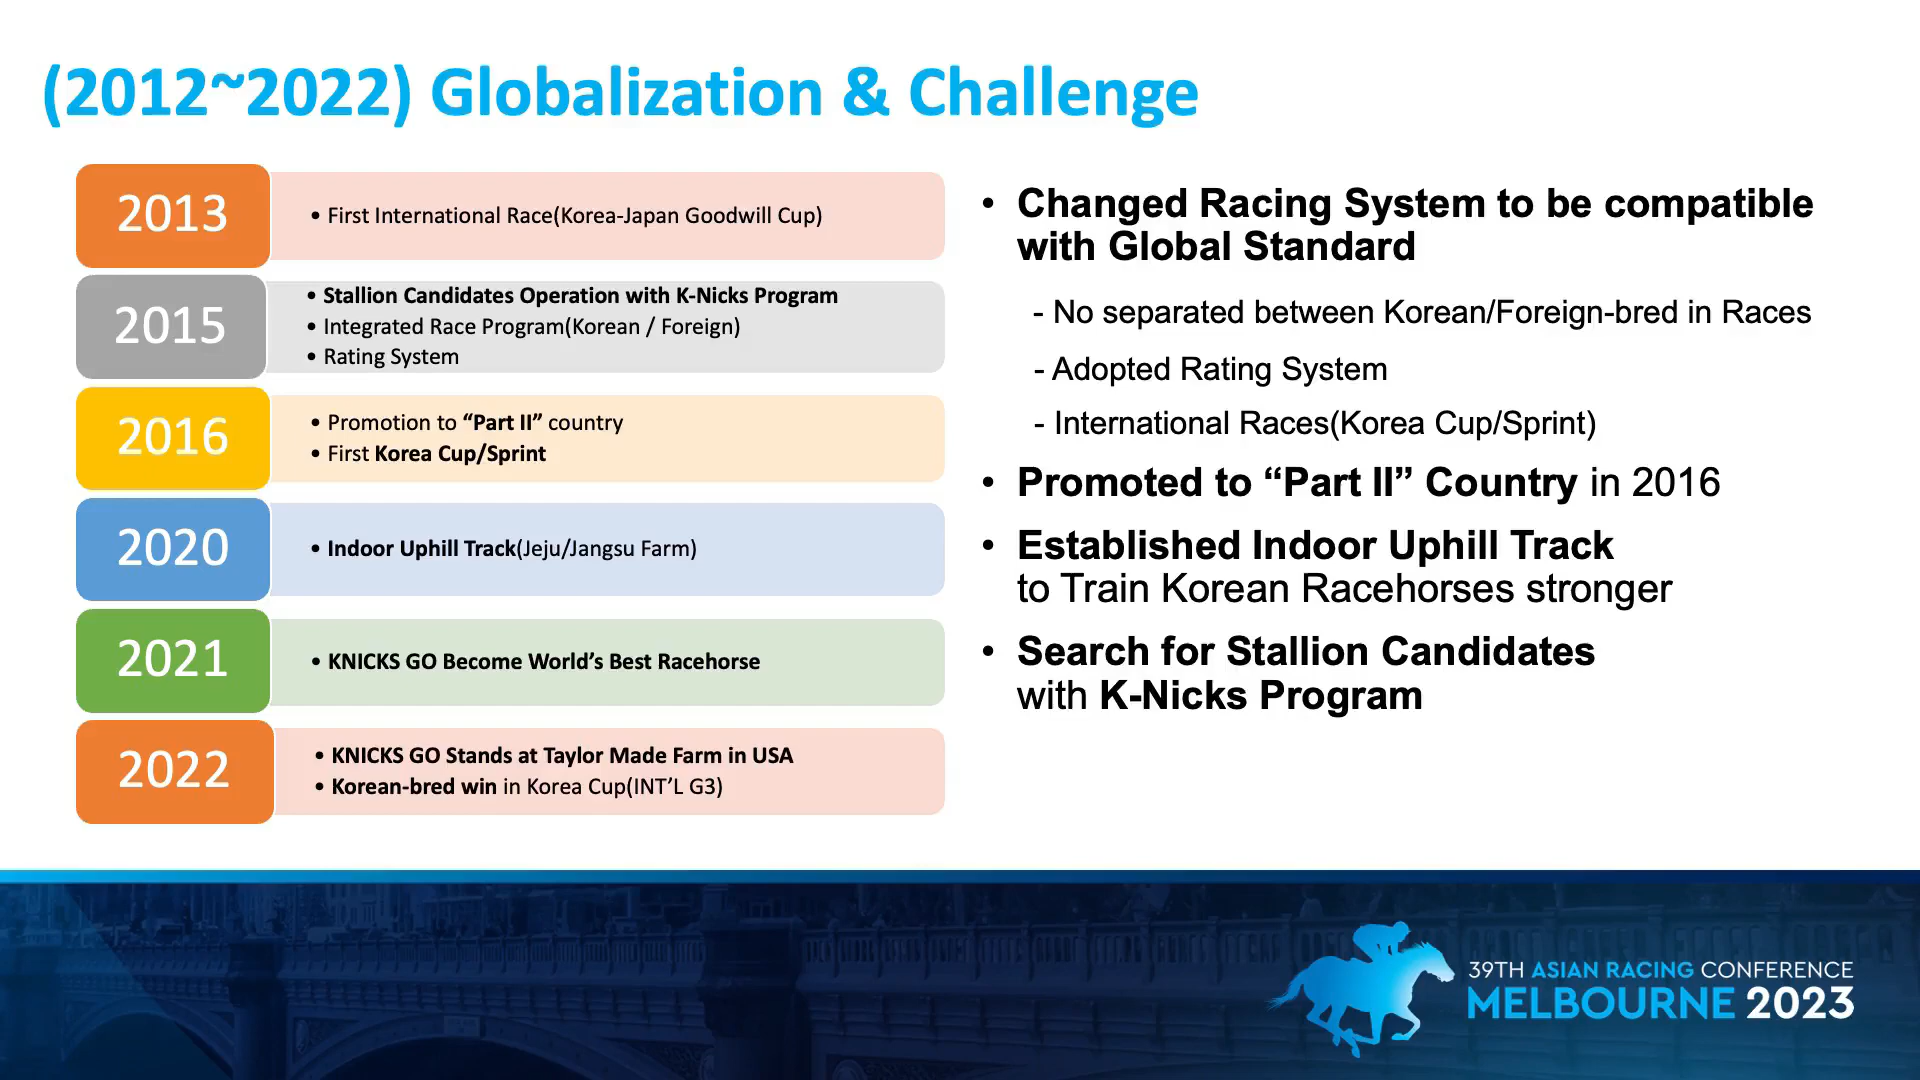 (2012~2022) Globalization & Challenge
2013
• First International Race(Korea-Japan Goodwill Cup)
2015
• Stallion Candidates Operation with K-Nicks Program
• Integrated Race Program(Korean / Foreign)
• Rating System
2016
• Promotion to “Part II” country
• First Korea Cup/Sprint
2020
• Indoor Uphill Track(Jeju/Jangsu Farm)
2021
• KNICKS GO Become World’s Best Racehorse
2022
• KNICKS GO Stands at Taylor Made Farm in USA
• Korean-bred win in Korea Cup(INT’L G3)
• Changed Racing System to be compatible
with Global Standard
- No separated between Korean/Foreign-bred in Races
- Adopted Rating System
- International Races(Korea Cup/Sprint)
• Promoted to “Part II” Country in 2016
• Established Indoor Uphill Track
to Train Korean Racehorses stronger
• Search for Stallion Candidates
with K-Nicks Program
39TH ASIAN RACING CONFERENCE
MELBOURNE 2023